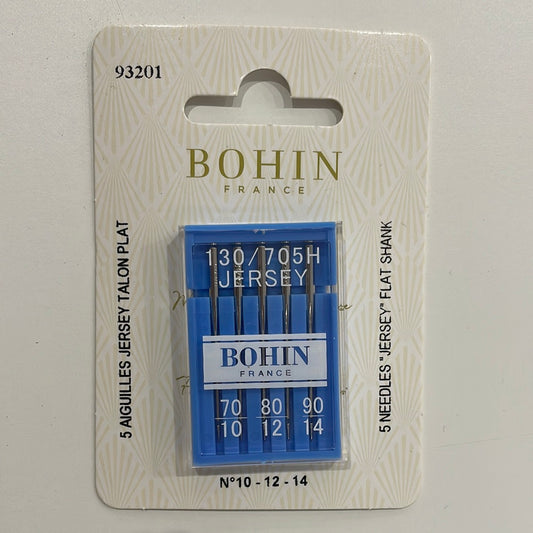 93201
BOHIN
FRANCE
5 AIGUILLES JERSEY TALON PLAT
130/705H
JERSEY
BOHIN
FRANCE
70 80 90
10 12 14
5 NEEDLES "JERSEY" FLAT SHANK
N°10 - 12 - 14